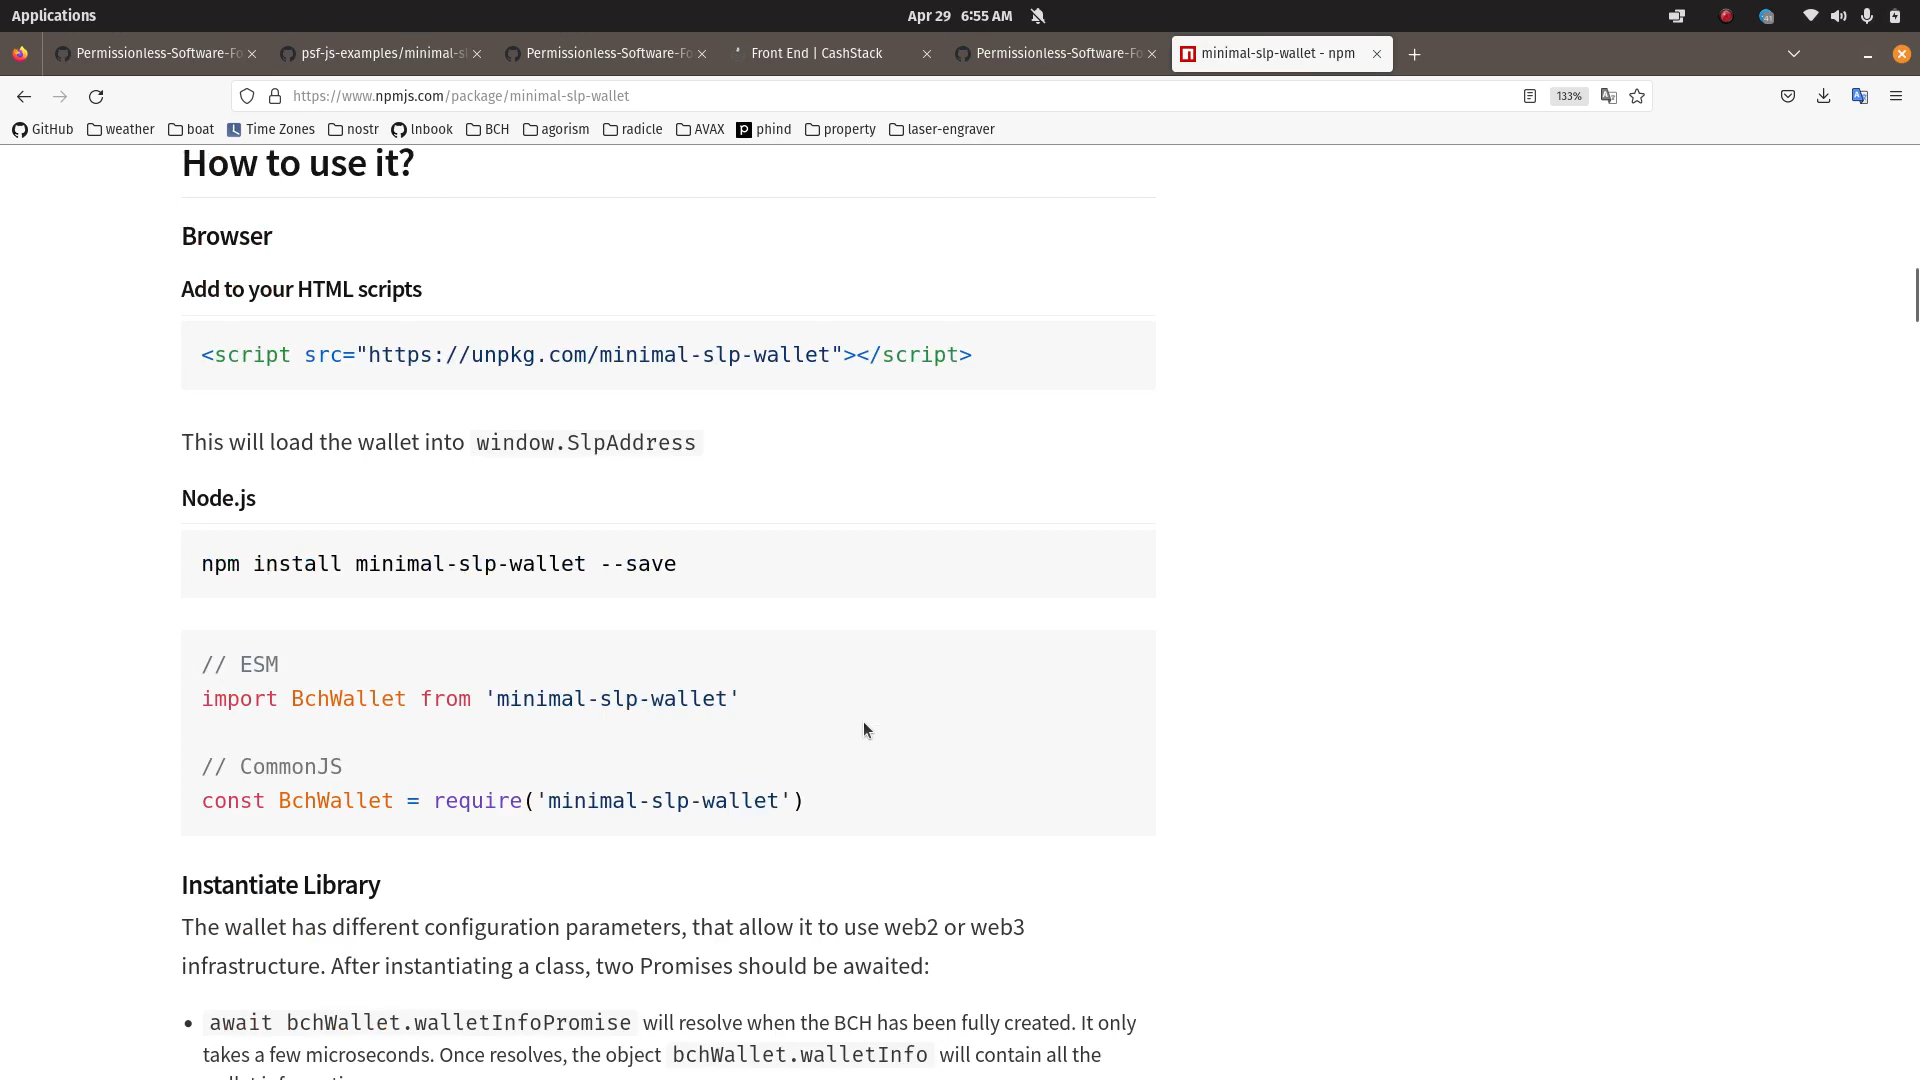 Applications
Apr 29 6:55 AM
Permissionless-Software-Fo
psf-js-examples/minimal-sl
Permissionless-Software-Fo
Front End | CashStack
Permissionless-Software-Fo
minimal-slp-wallet - npm
https://www.npmjs.com/package/minimal-slp-wallet
133%
GitHub
weather
boat
Time Zones
nostr
lnbook
BCH
agorism
radicle
AVAX
phind
property
laser-engraver
How to use it?
Browser
Add to your HTML scripts
<script src="https://unpkg.com/minimal-slp-wallet"></script>
This will load the wallet into window.SlpAddress
Node.js
npm install minimal-slp-wallet --save
// ESM
import BchWallet from 'minimal-slp-wallet'
// CommonJS
const BchWallet = require('minimal-slp-wallet')
Instantiate Library
The wallet has different configuration parameters, that allow it to use web2 or web3
infrastructure. After instantiating a class, two Promises should be awaited:
• await bchWallet.walletInfoPromise will resolve when the BCH has been fully created. It only
takes a few microseconds. Once resolves, the object bchWallet.walletInfo will contain all the